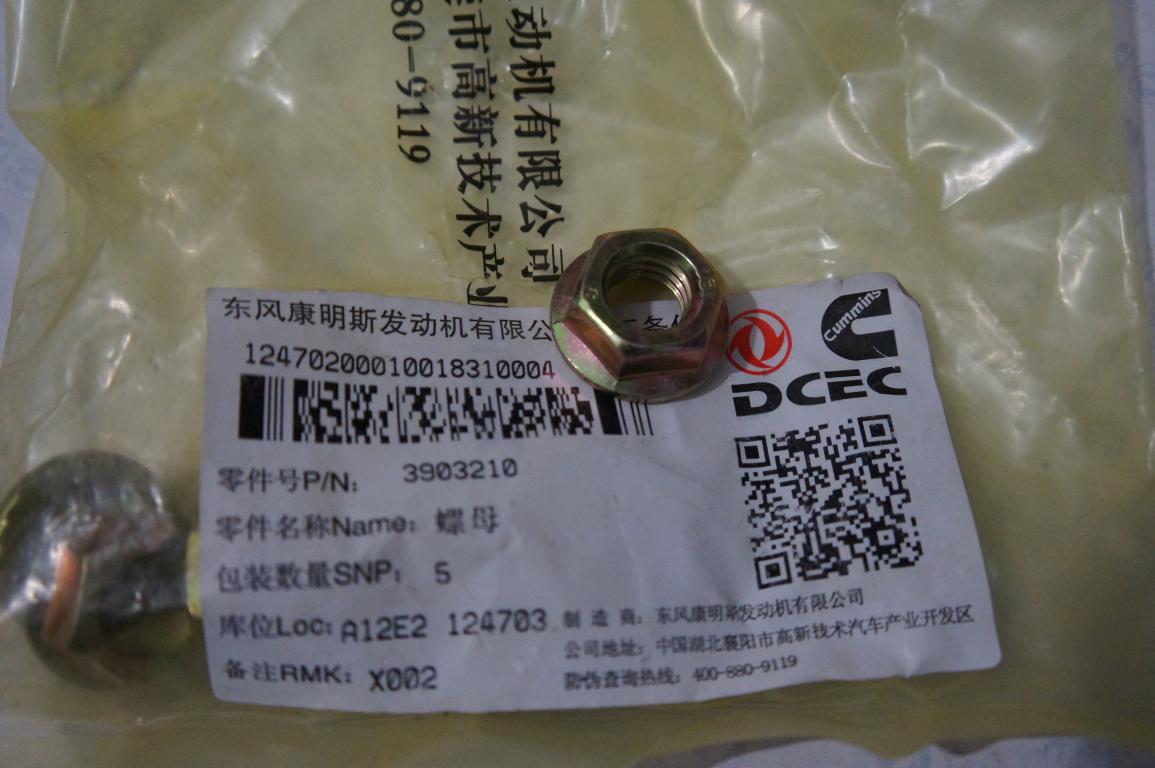 动机有限公司
市高新技术产业
80-9119
东风康明斯发动机有限公
124702000010018310004
Cummins
DCEC
零件号P/N: 3903210
零件名称Name: 螺母
包装数量SNP: 5
库位Loc: A12E2 124703
备注RMK: X002
制造商: 东风康明斯发动机有限公司
公司地址: 中国湖北襄阳市高新技术汽车产业开发区
防伪查询热线: 400-880-9119